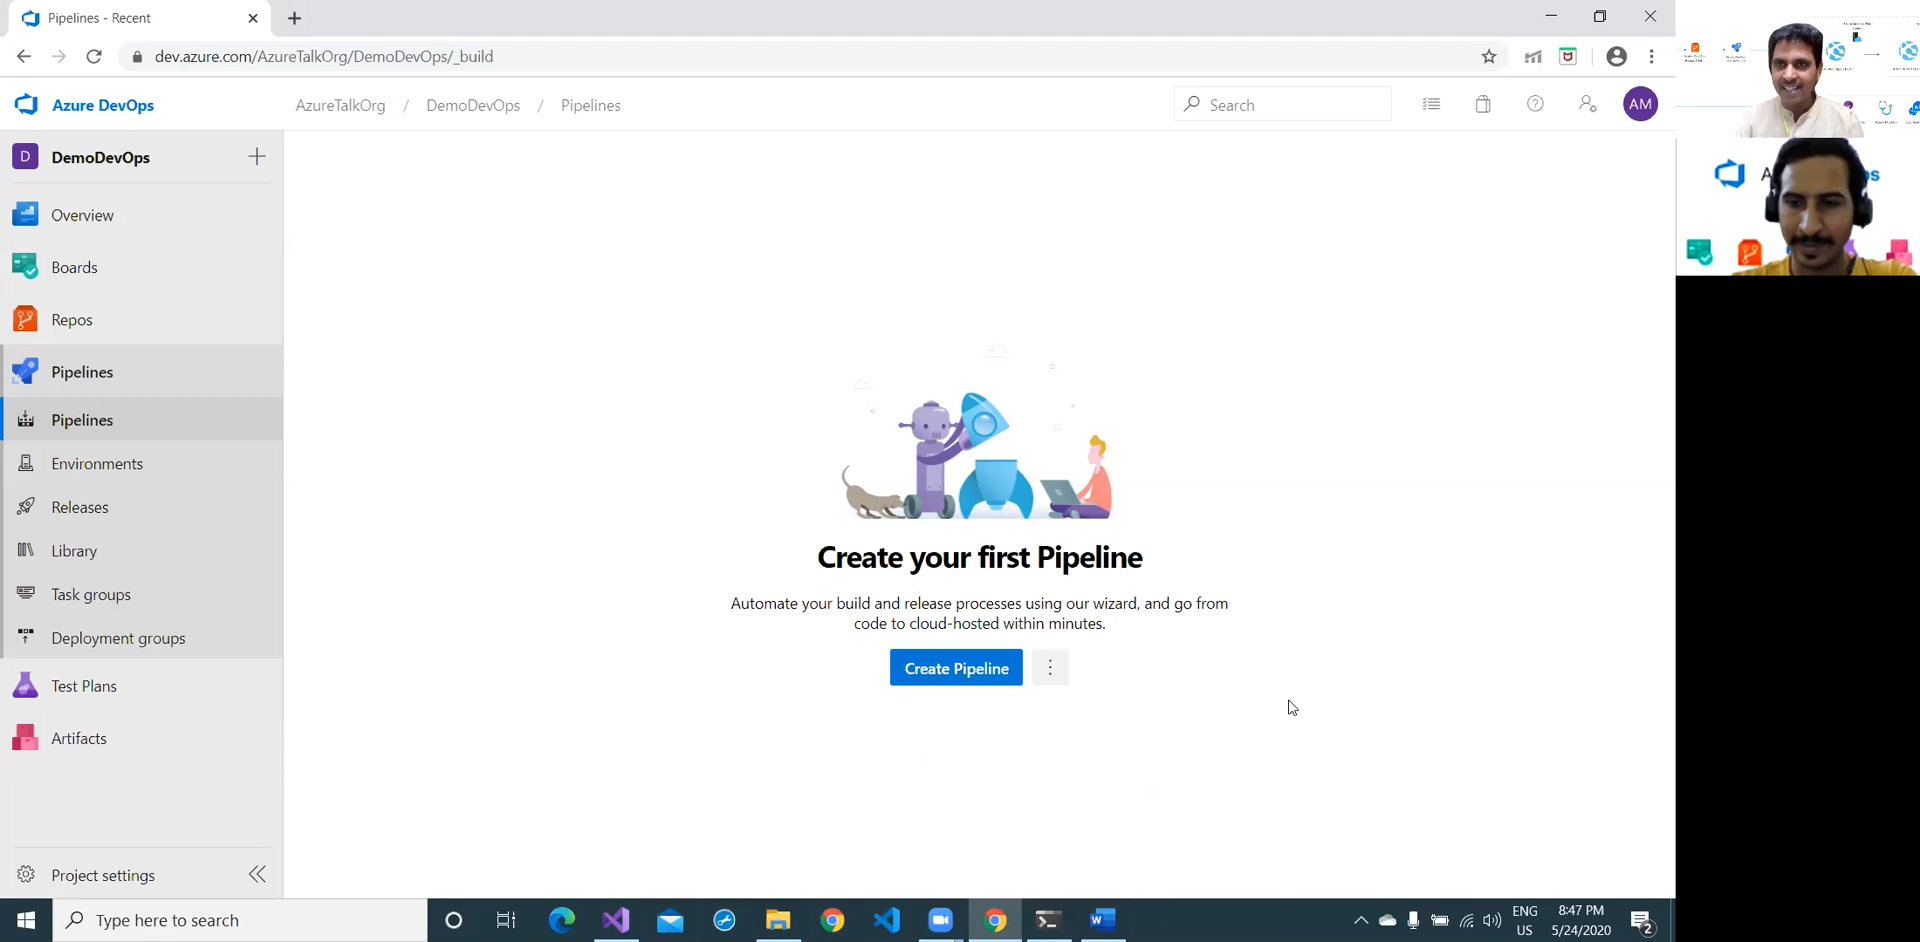 Pipelines - Recent
dev.azure.com/AzureTalkOrg/DemoDevOps/_build
Azure DevOps
AzureTalkOrg / DemoDevOps / Pipelines
Search
AM
D DemoDevOps
Overview
Boards
Repos
Pipelines
Pipelines
Environments
Releases
Library
Task groups
Deployment groups
Test Plans
Artifacts
Project settings
Create your first Pipeline
Automate your build and release processes using our wizard, and go from
code to cloud-hosted within minutes.
Create Pipeline
Type here to search
ENG
US
8:47 PM
5/24/2020
2